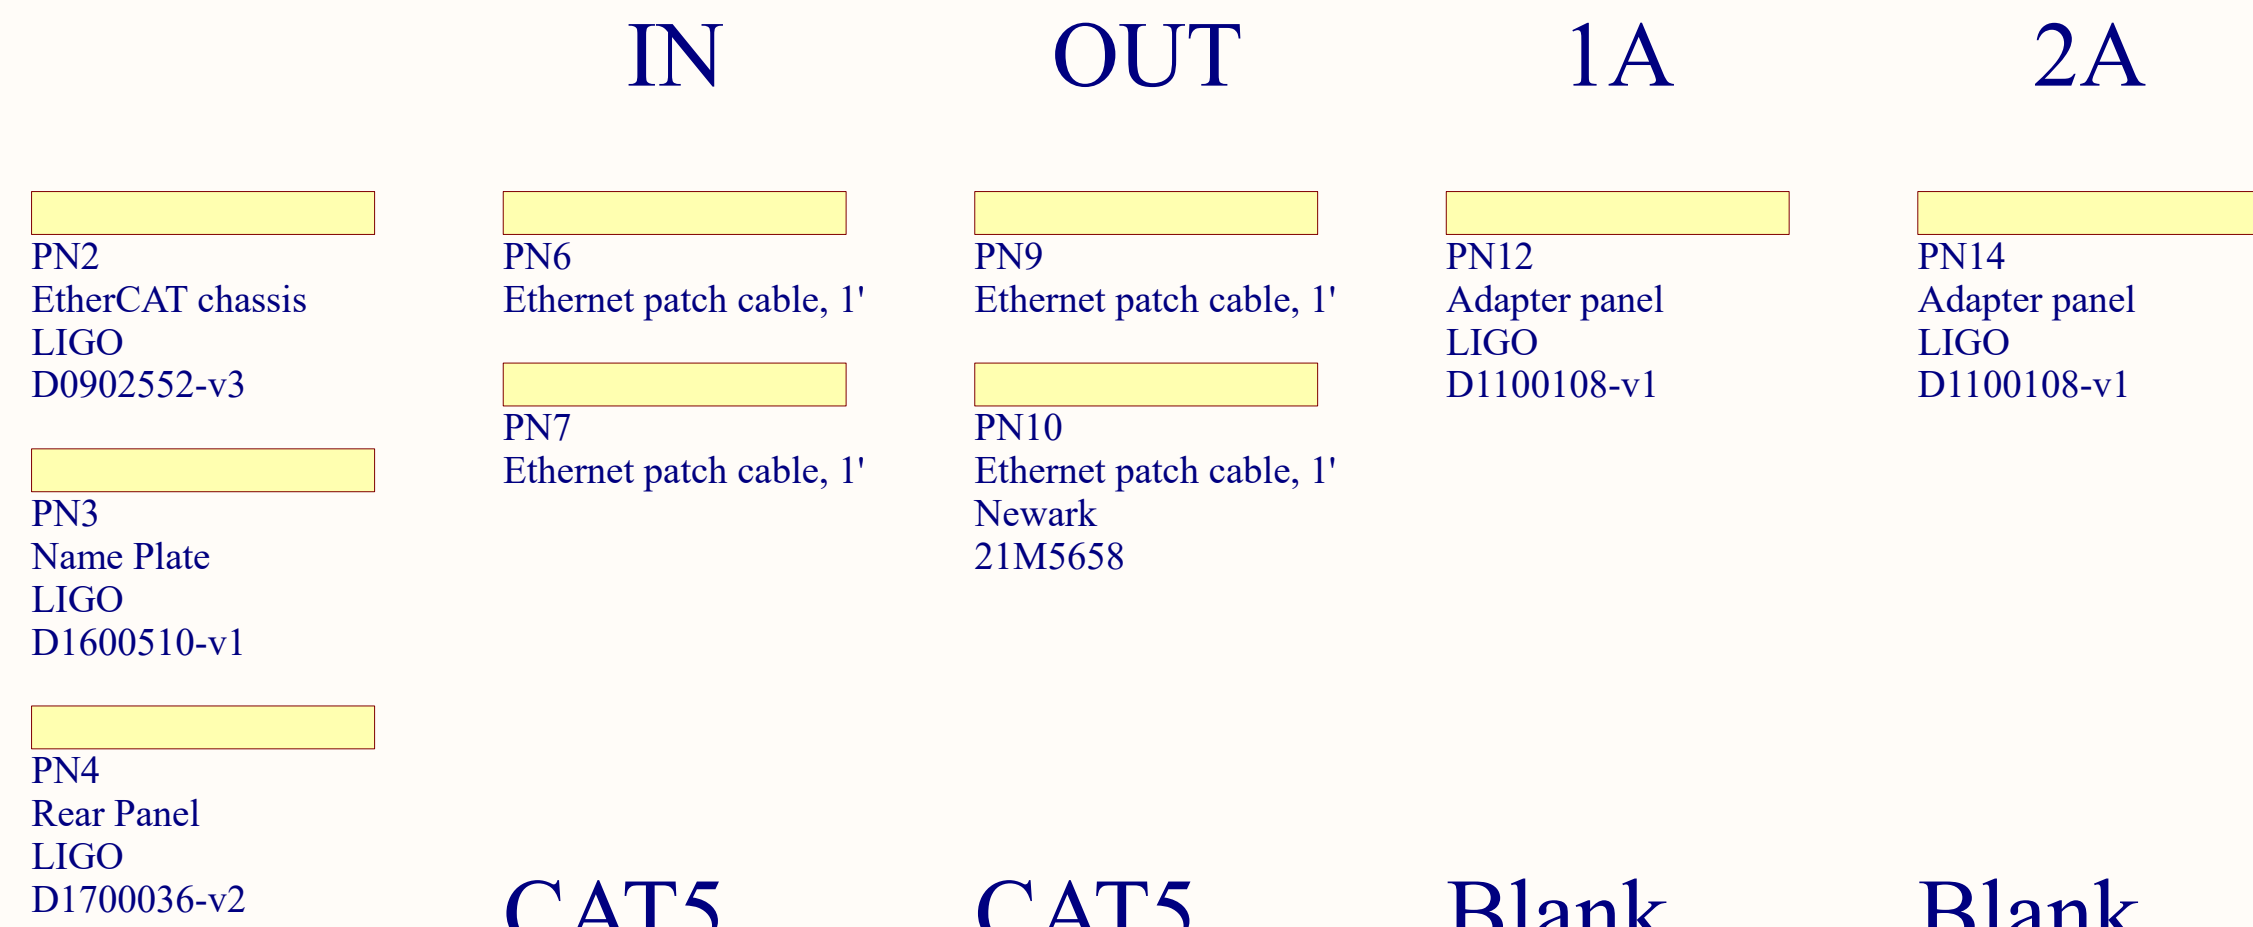 IN
OUT
1A
2A
PN2
EtherCAT chassis
LIGO
D0902552-v3
PN3
Name Plate
LIGO
D1600510-v1
PN4
Rear Panel
LIGO
D1700036-v2
PN6
Ethernet patch cable, 1'
PN7
Ethernet patch cable, 1'
CAT5
PN9
Ethernet patch cable, 1'
PN10
Ethernet patch cable, 1'
Newark
21M5658
CAT5
PN12
Adapter panel
LIGO
D1100108-v1
Blank
PN14
Adapter panel
LIGO
D1100108-v1
Blank